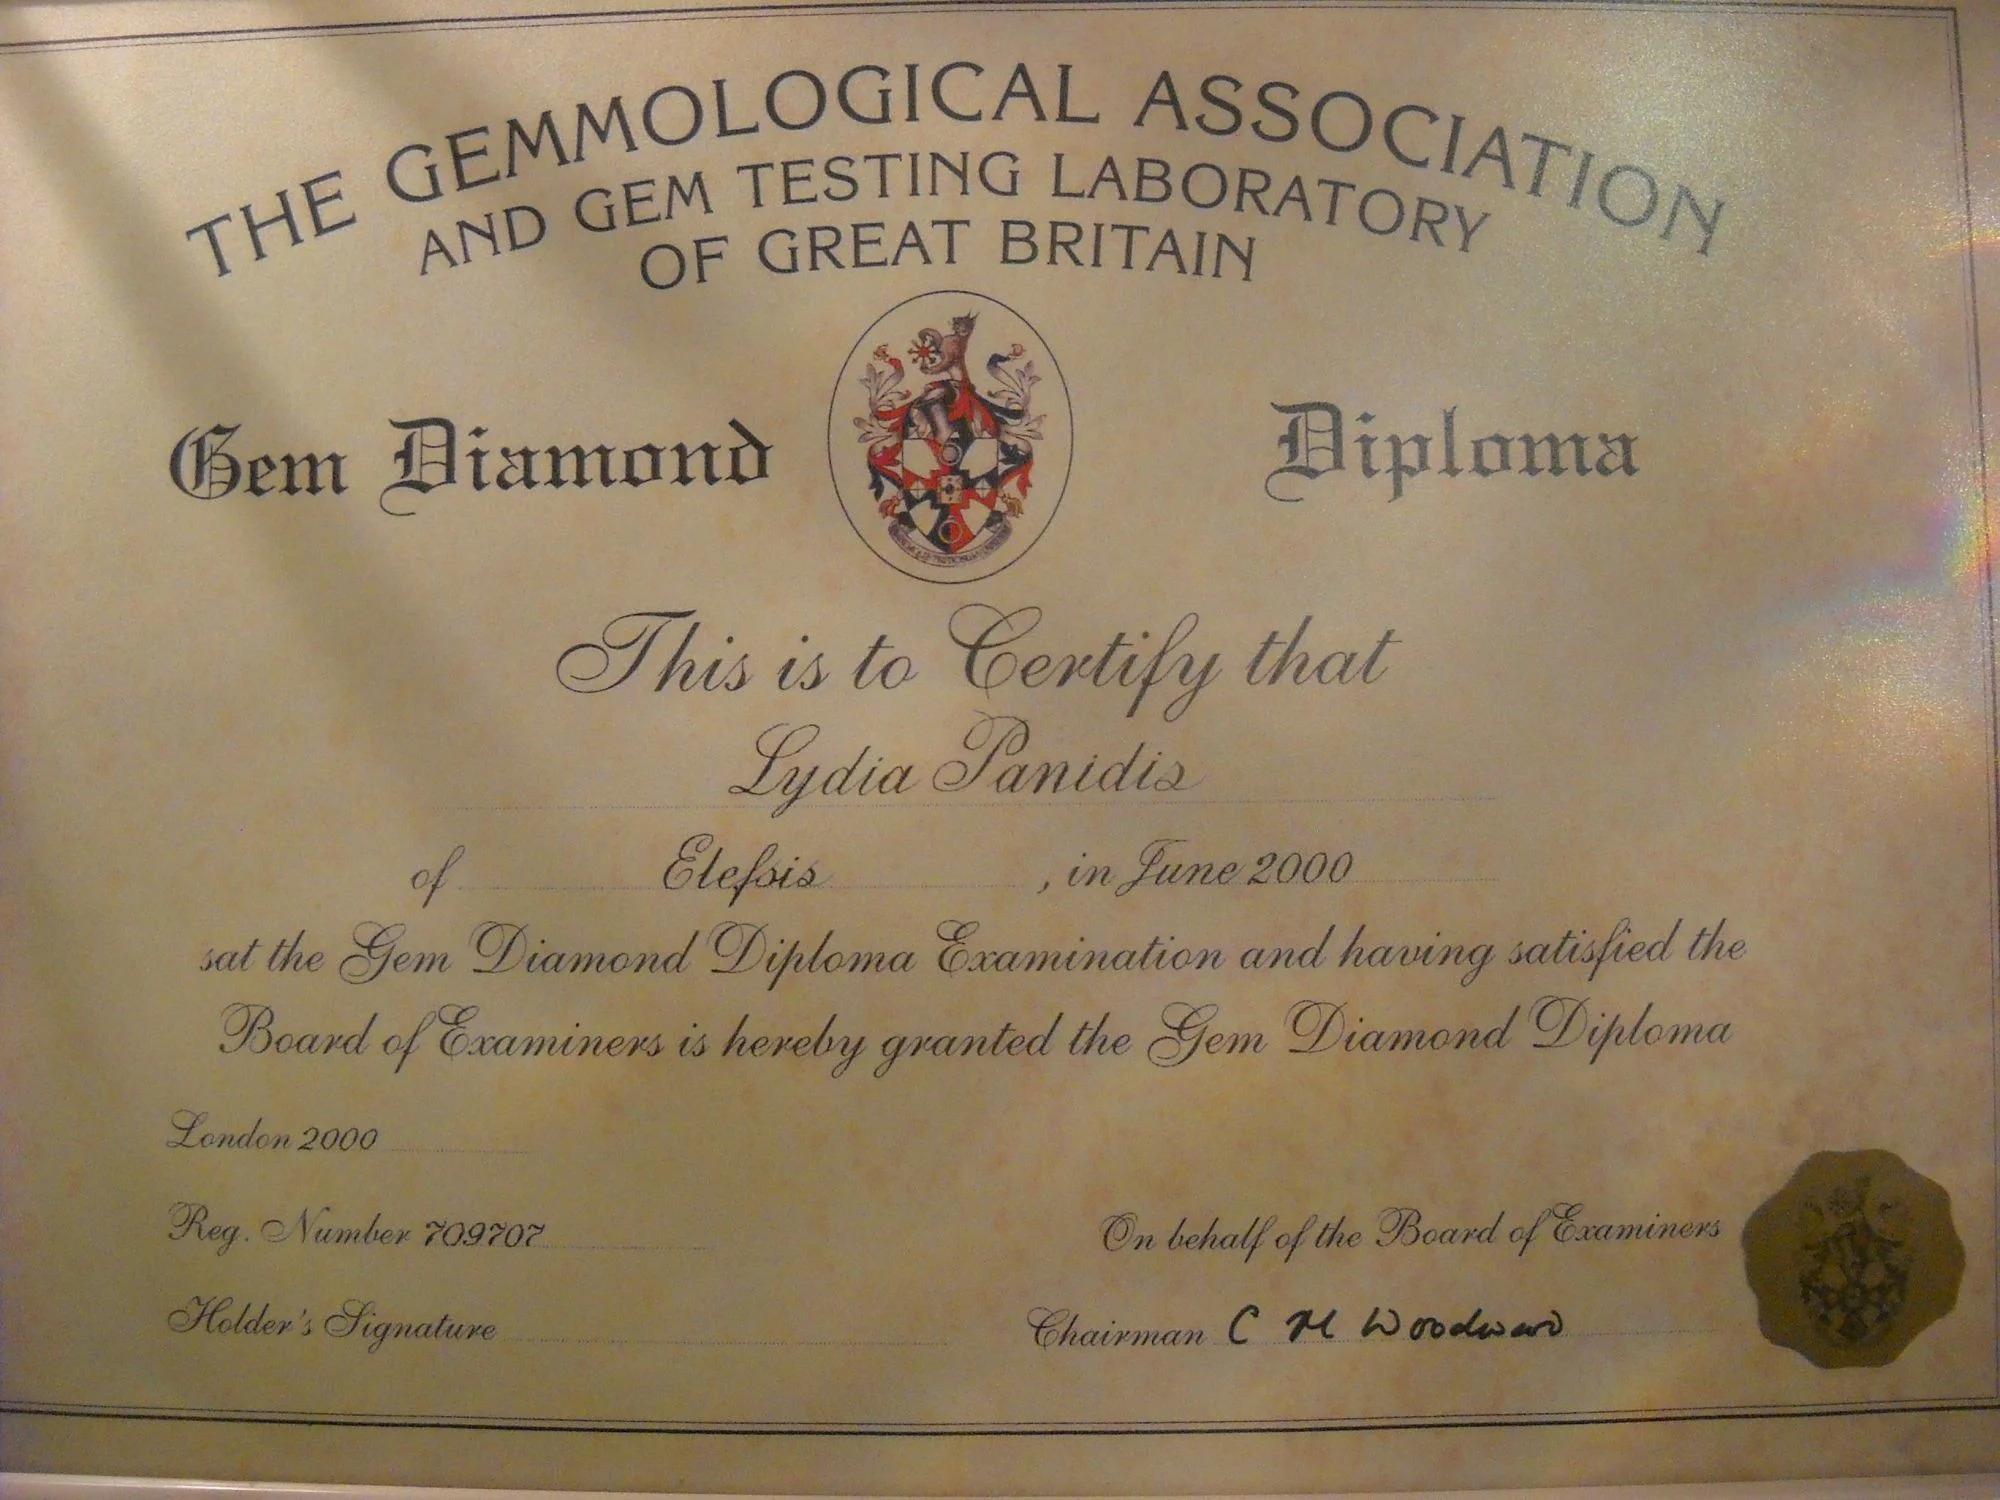 THE GEMMOLOGICAL ASSOCIATION
AND GEM TESTING LABORATORY
OF GREAT BRITAIN
Gem Diamond Diploma
This is to Certify that
Lydia Panidis
of Elefsis, in June 2000
sat the Gem Diamond Diploma Examination and having satisfied the
Board of Examiners is hereby granted the Gem Diamond Diploma
London 2000
Reg. Number 709707
On behalf of the Board of Examiners
Holder's Signature
Chairman C M Woodward